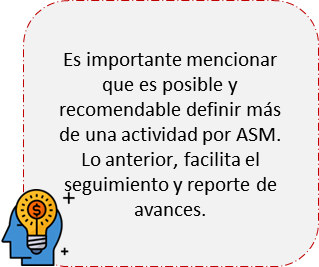 Es importante mencionar
que es posible y
recomendable definir más
de una actividad por ASM.
Lo anterior, facilita el
seguimiento y reporte de
avances.